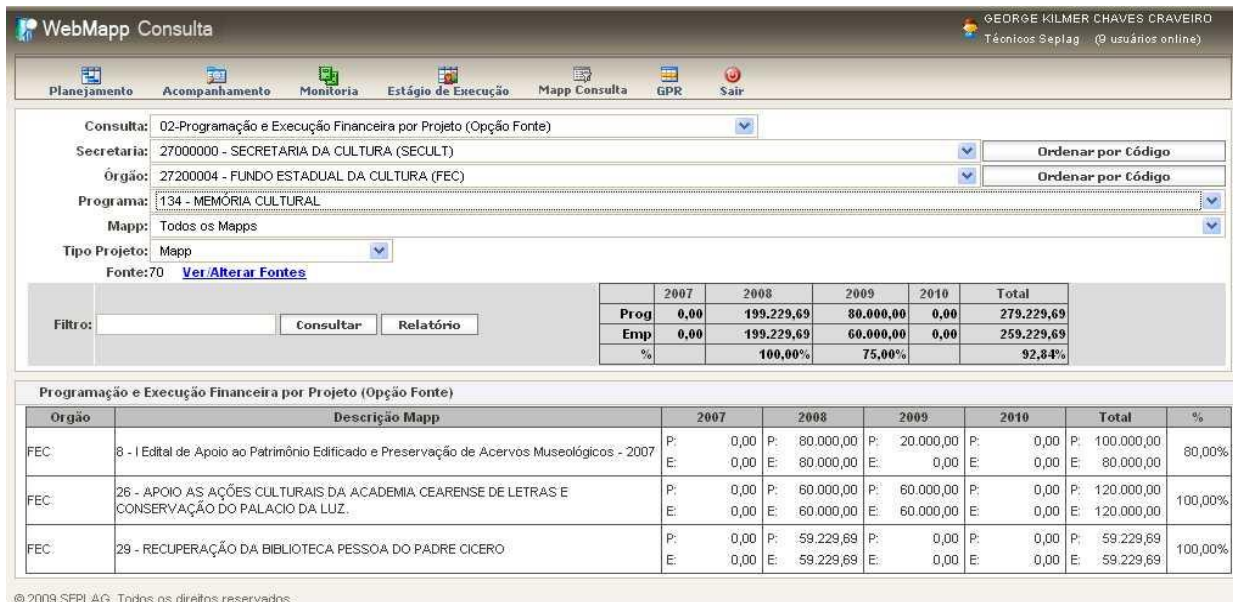 WebMapp Consulta
GEORGE KILMER CHAVES CRAVEIRO
Técnicos Seplag (9 usuários online)
Planejamento Acompanhamento Monitoria Estágio de Execução Mapp Consulta GPR Sair
Consulta: 02-Programação e Execução Financeira por Projeto (Opção Fonte)
Secretaria: 27000000 - SECRETARIA DA CULTURA (SECULT) Ordenar por Código
Órgão: 27200004 - FUNDO ESTADUAL DA CULTURA (FEC) Ordenar por Código
Programa: 134 - MEMÓRIA CULTURAL
Mapp: Todos os Mapps
Tipo Projeto: Mapp
Fonte:70 Ver/Alterar Fontes
2007 2008 2009 2010 Total
Filtro: Consultar Relatório
Prog 0,00 199.229,69 80.000,00 0,00 279.229,69
Emp 0,00 199.229,69 60.000,00 0,00 259.229,69
% 100,00% 75,00% 92,84%
Programação e Execução Financeira por Projeto (Opção Fonte)
Orgão Descrição Mapp 2007 2008 2009 2010 Total %
FEC 8 - I Edital de Apoio ao Patrimônio Edificado e Preservação de Acervos Museológicos - 2007 P: 0,00 P: 80.000,00 P: 20.000,00 P: 0,00 P: 100.000,00 80,00%
E: 0,00 E: 80.000,00 E: 0,00 E: 0,00 E: 80.000,00
FEC 26 - APOIO AS AÇÕES CULTURAIS DA ACADEMIA CEARENSE DE LETRAS E P: 0,00 P: 60.000,00 P: 60.000,00 P: 0,00 P: 120.000,00 100,00%
CONSERVAÇÃO DO PALACIO DA LUZ. E: 0,00 E: 60.000,00 E: 60.000,00 E: 0,00 E: 120.000,00
FEC 29 - RECUPERAÇÃO DA BIBLIOTECA PESSOA DO PADRE CICERO P: 0,00 P: 59.229,69 P: 0,00 P: 0,00 P: 59.229,69 100,00%
E: 0,00 E: 59.229,69 E: 0,00 E: 0,00 E: 59.229,69
© 2009 SEPLAG. Todos os direitos reservados